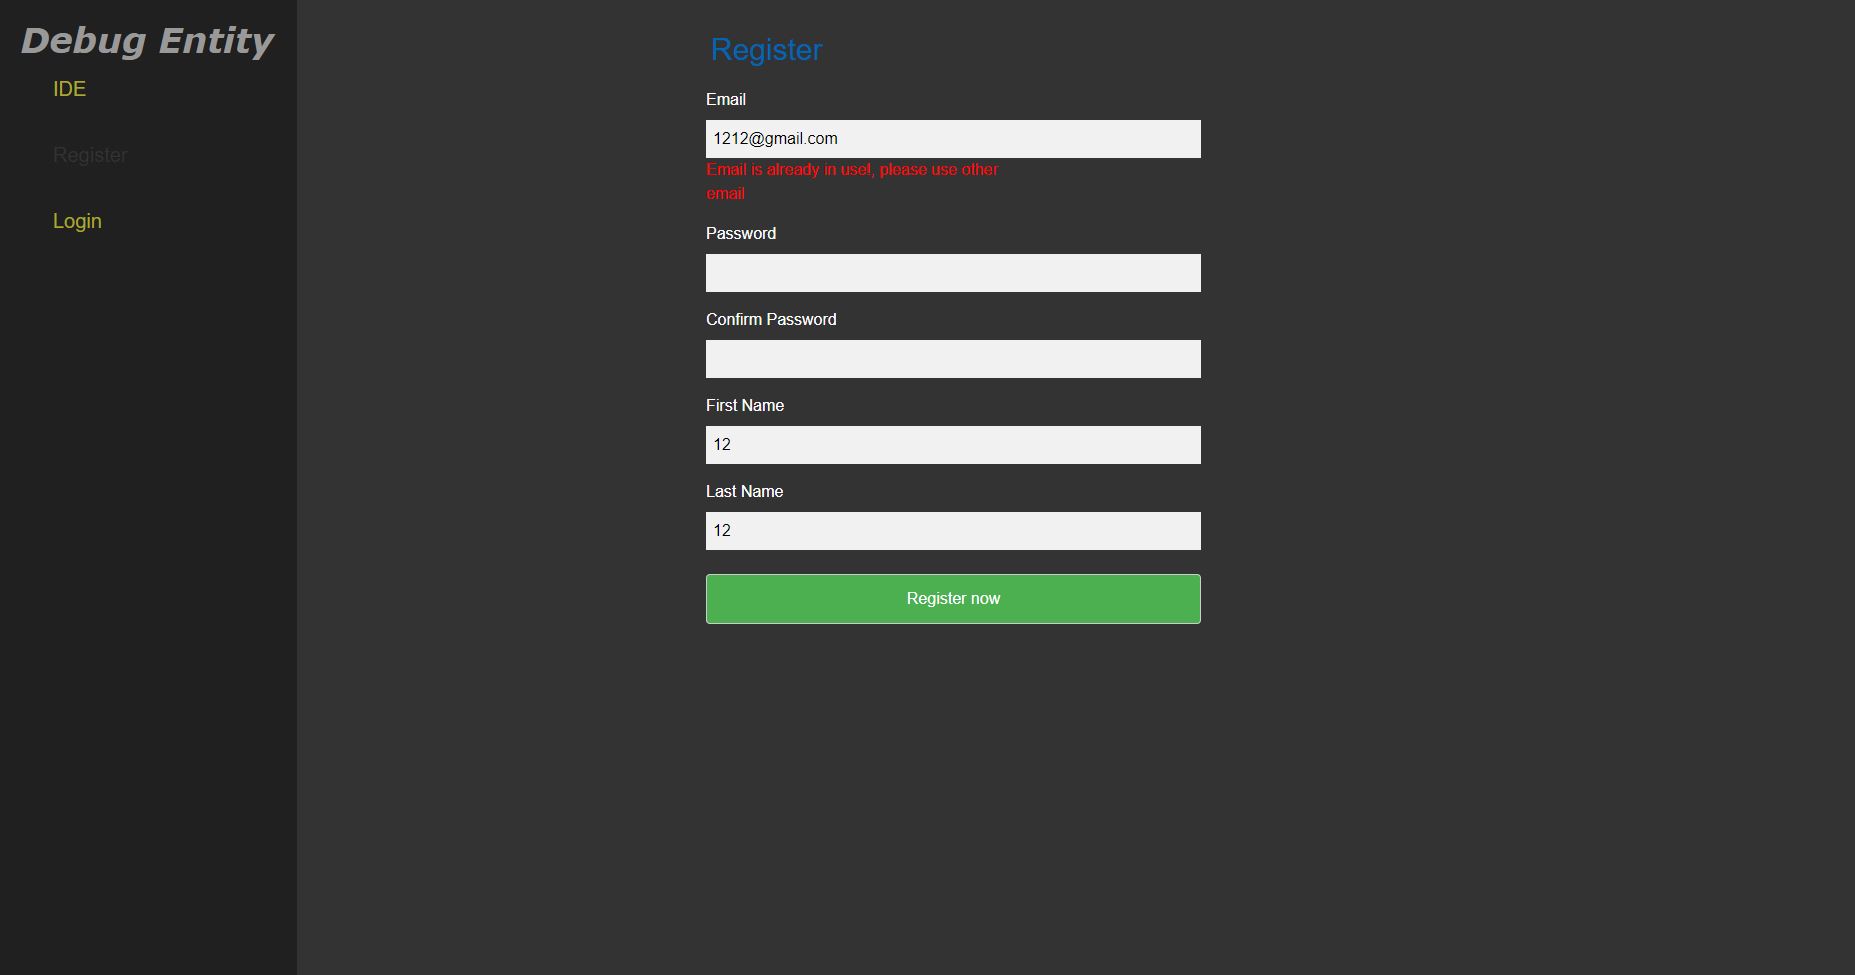 Debug Entity
IDE
Register
Login
Register
Email
1212@gmail.com
Email is already in use!, please use other
email
Password
Confirm Password
First Name
12
Last Name
12
Register now